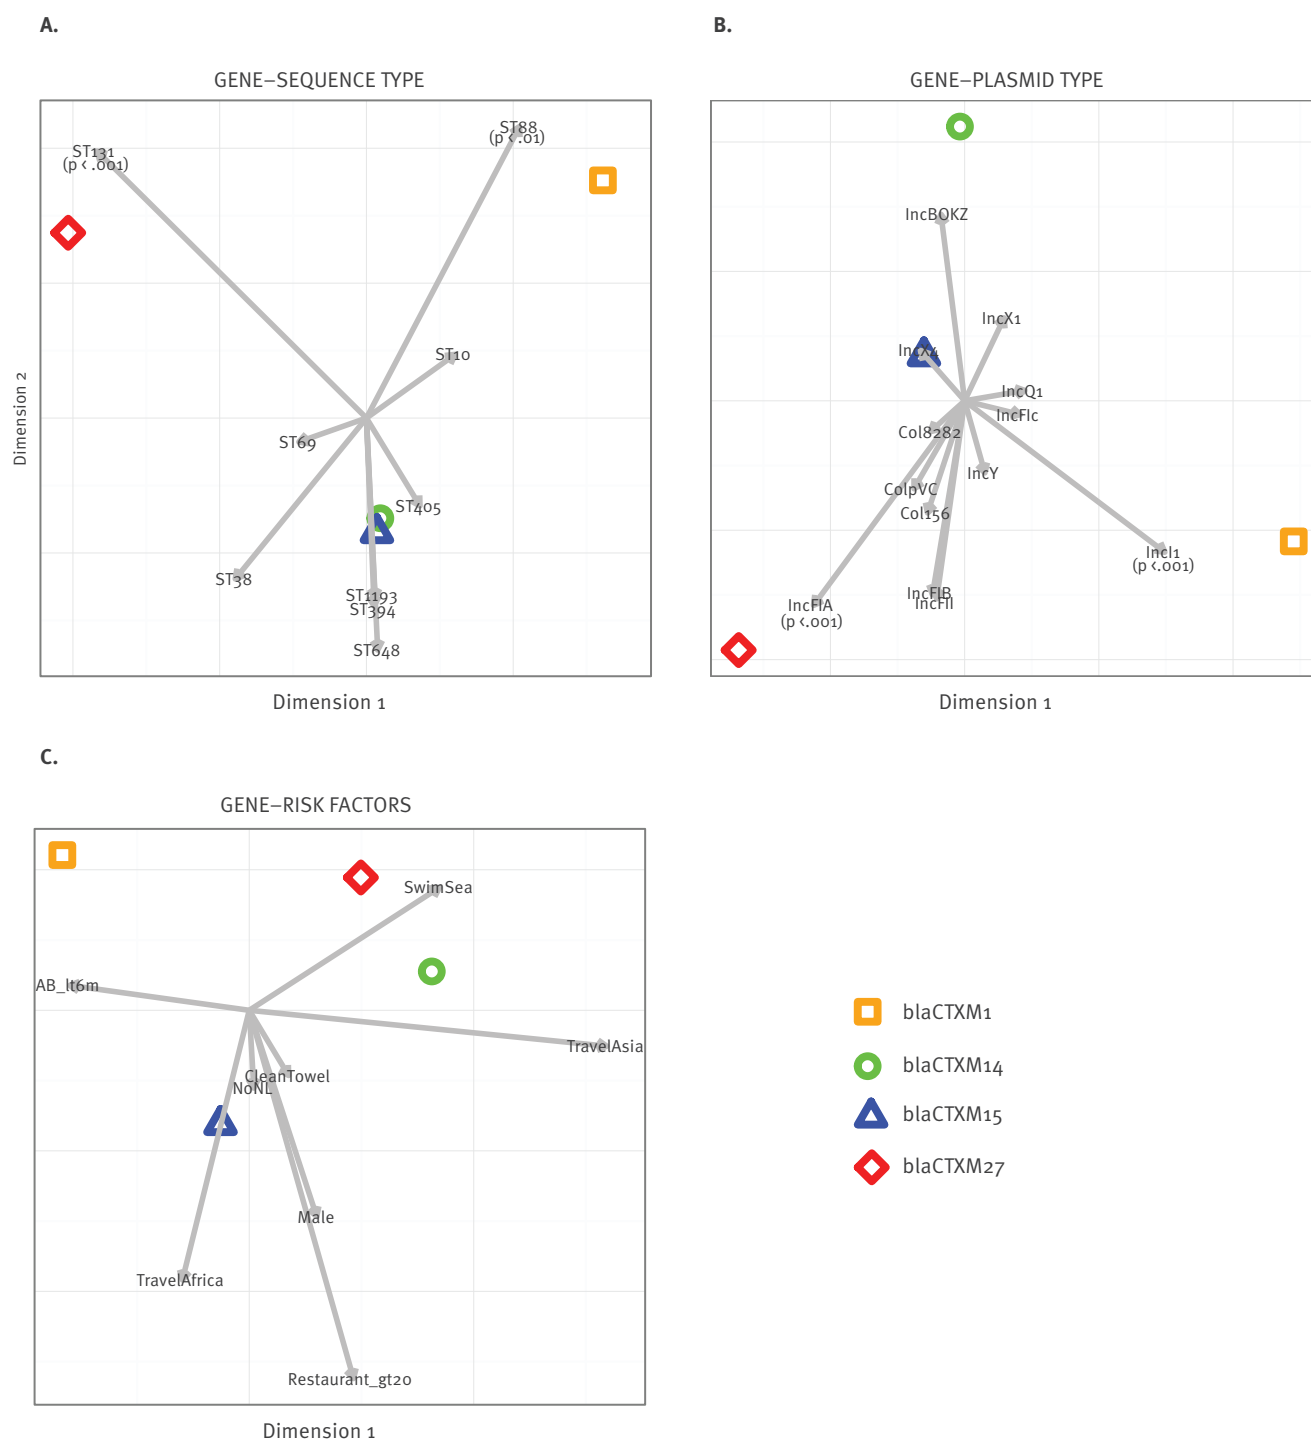 A.
B.
GENE–SEQUENCE TYPE
GENE–PLASMID TYPE
ST131
(p < .001)
ST88
(p < .01)
ST10
ST69
ST405
ST38
ST1193
ST394
ST648
Dimension 2
Dimension 1
IncBOKZ
IncX1
IncX4
IncQ1
IncFIc
Col8282
IncY
ColpVC
Col156
IncI1
(p <.001)
IncFIB
IncFII
IncFIA
(p <.001)
Dimension 1
C.
GENE–RISK FACTORS
SwimSea
AB_lt6m
TravelAsia
CleanTowel
NoNL
Male
TravelAfrica
Restaurant_gt20
Dimension 1
blaCTXM1
blaCTXM14
blaCTXM15
blaCTXM27